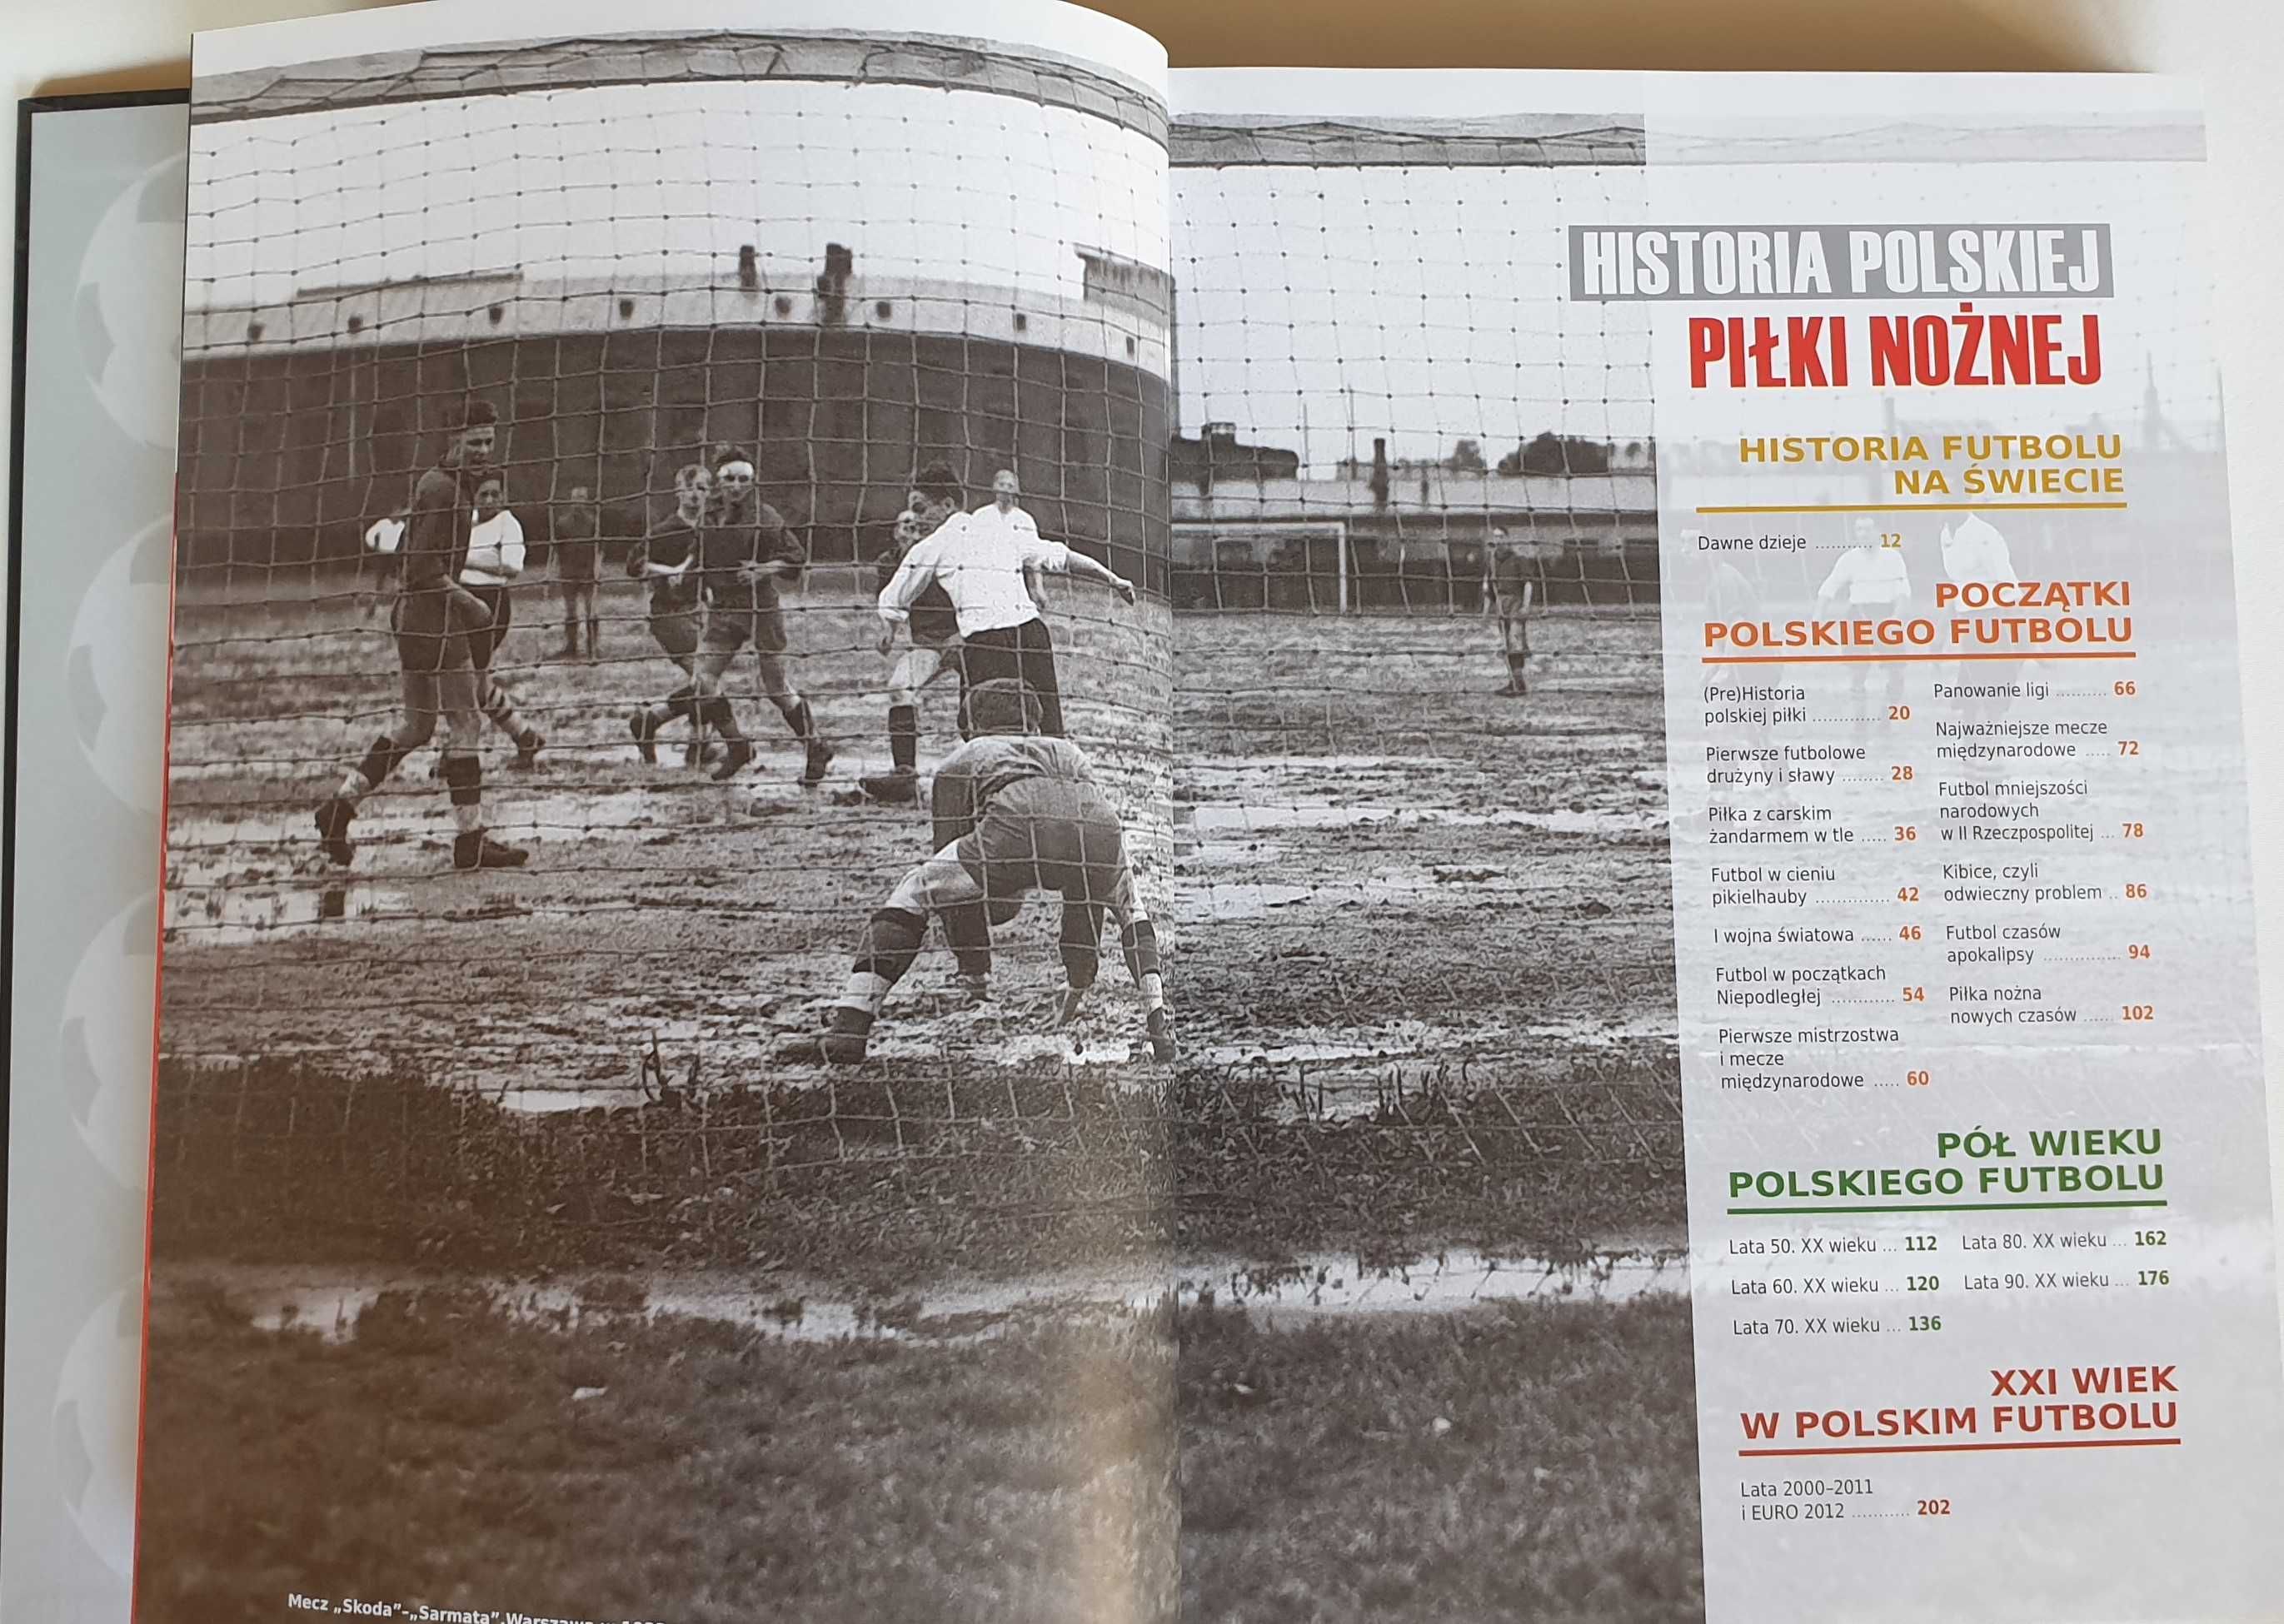 Mecz „Skoda”-„Sarmata”, Warszawa
HISTORIA POLSKIEJ
PIŁKI NOŻNEJ
HISTORIA FUTBOLU
NA ŚWIECIE
Dawne dzieje ........... 12
POCZĄTKI
POLSKIEGO FUTBOLU
(Pre)Historia
polskiej piłki ............. 20
Pierwsze futbolowe
drużyny i sławy ........ 28
Piłka z carskim
żandarmem w tle ..... 36
Futbol w cieniu
pikielhauby .............. 42
I wojna światowa ...... 46
Futbol w początkach
Niepodległej ............ 54
Pierwsze mistrzostwa
i mecze
międzynarodowe ..... 60
Panowanie ligi .......... 66
Najważniejsze mecze
międzynarodowe ..... 72
Futbol mniejszości
narodowych
w II Rzeczpospolitej ... 78
Kibice, czyli
odwieczny problem .. 86
Futbol czasów
apokalipsy ............... 94
Piłka nożna
nowych czasów ...... 102
PÓŁ WIEKU
POLSKIEGO FUTBOLU
Lata 50. XX wieku ... 112
Lata 60. XX wieku ... 120
Lata 70. XX wieku ... 136
Lata 80. XX wieku ... 162
Lata 90. XX wieku ... 176
XXI WIEK
W POLSKIM FUTBOLU
Lata 2000–2011
i EURO 2012 ........... 202